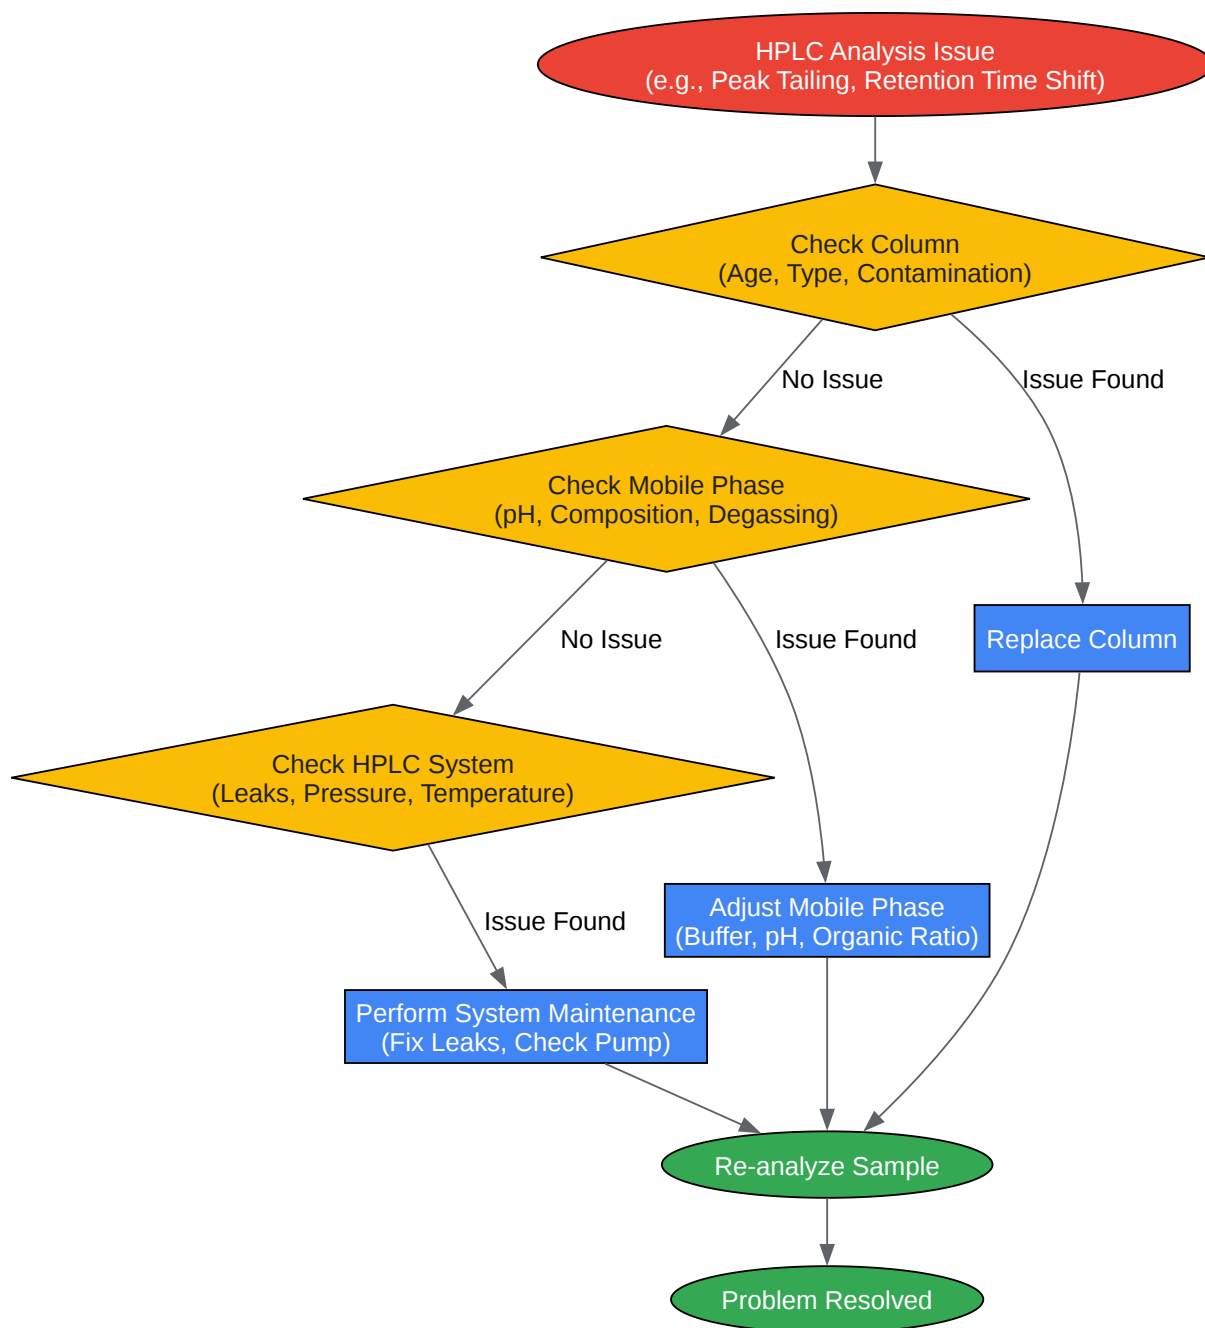 HPLC Analysis Issue
(e.g., Peak Tailing, Retention Time Shift)
Check Column
(Age, Type, Contamination)
No Issue
Issue Found
Check Mobile Phase
(pH, Composition, Degassing)
No Issue
Issue Found
Replace Column
Check HPLC System
(Leaks, Pressure, Temperature)
Issue Found
Adjust Mobile Phase
(Buffer, pH, Organic Ratio)
Perform System Maintenance
(Fix Leaks, Check Pump)
Re-analyze Sample
Problem Resolved